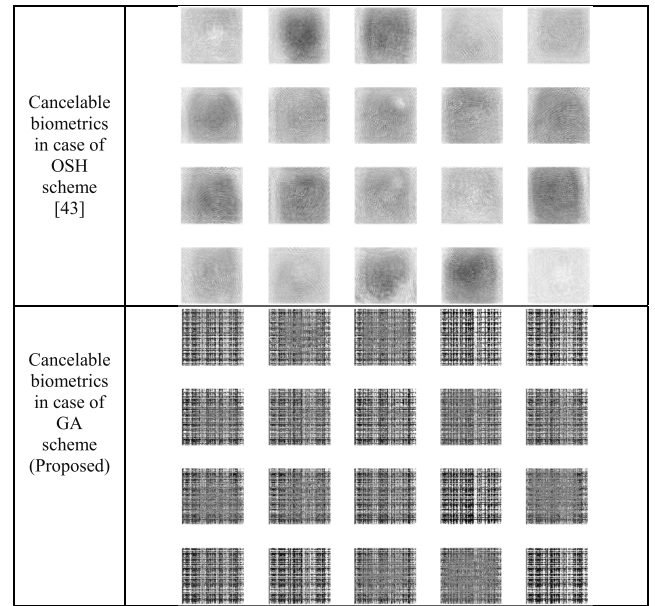 Cancelable
biometrics
in case of
OSH
scheme
[43]
Cancelable
biometrics
in case of
GA
scheme
(Proposed)